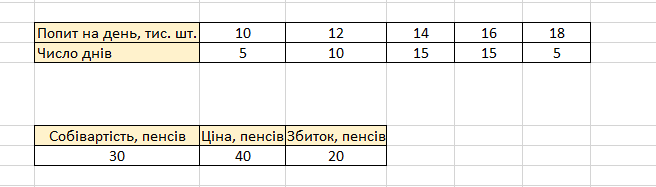 Попит на день, тис. шт. 10 12 14 16 18
Число днів 5 10 15 15 5
Собівартість, пенсів Ціна, пенсів Збиток, пенсів
30 40 20